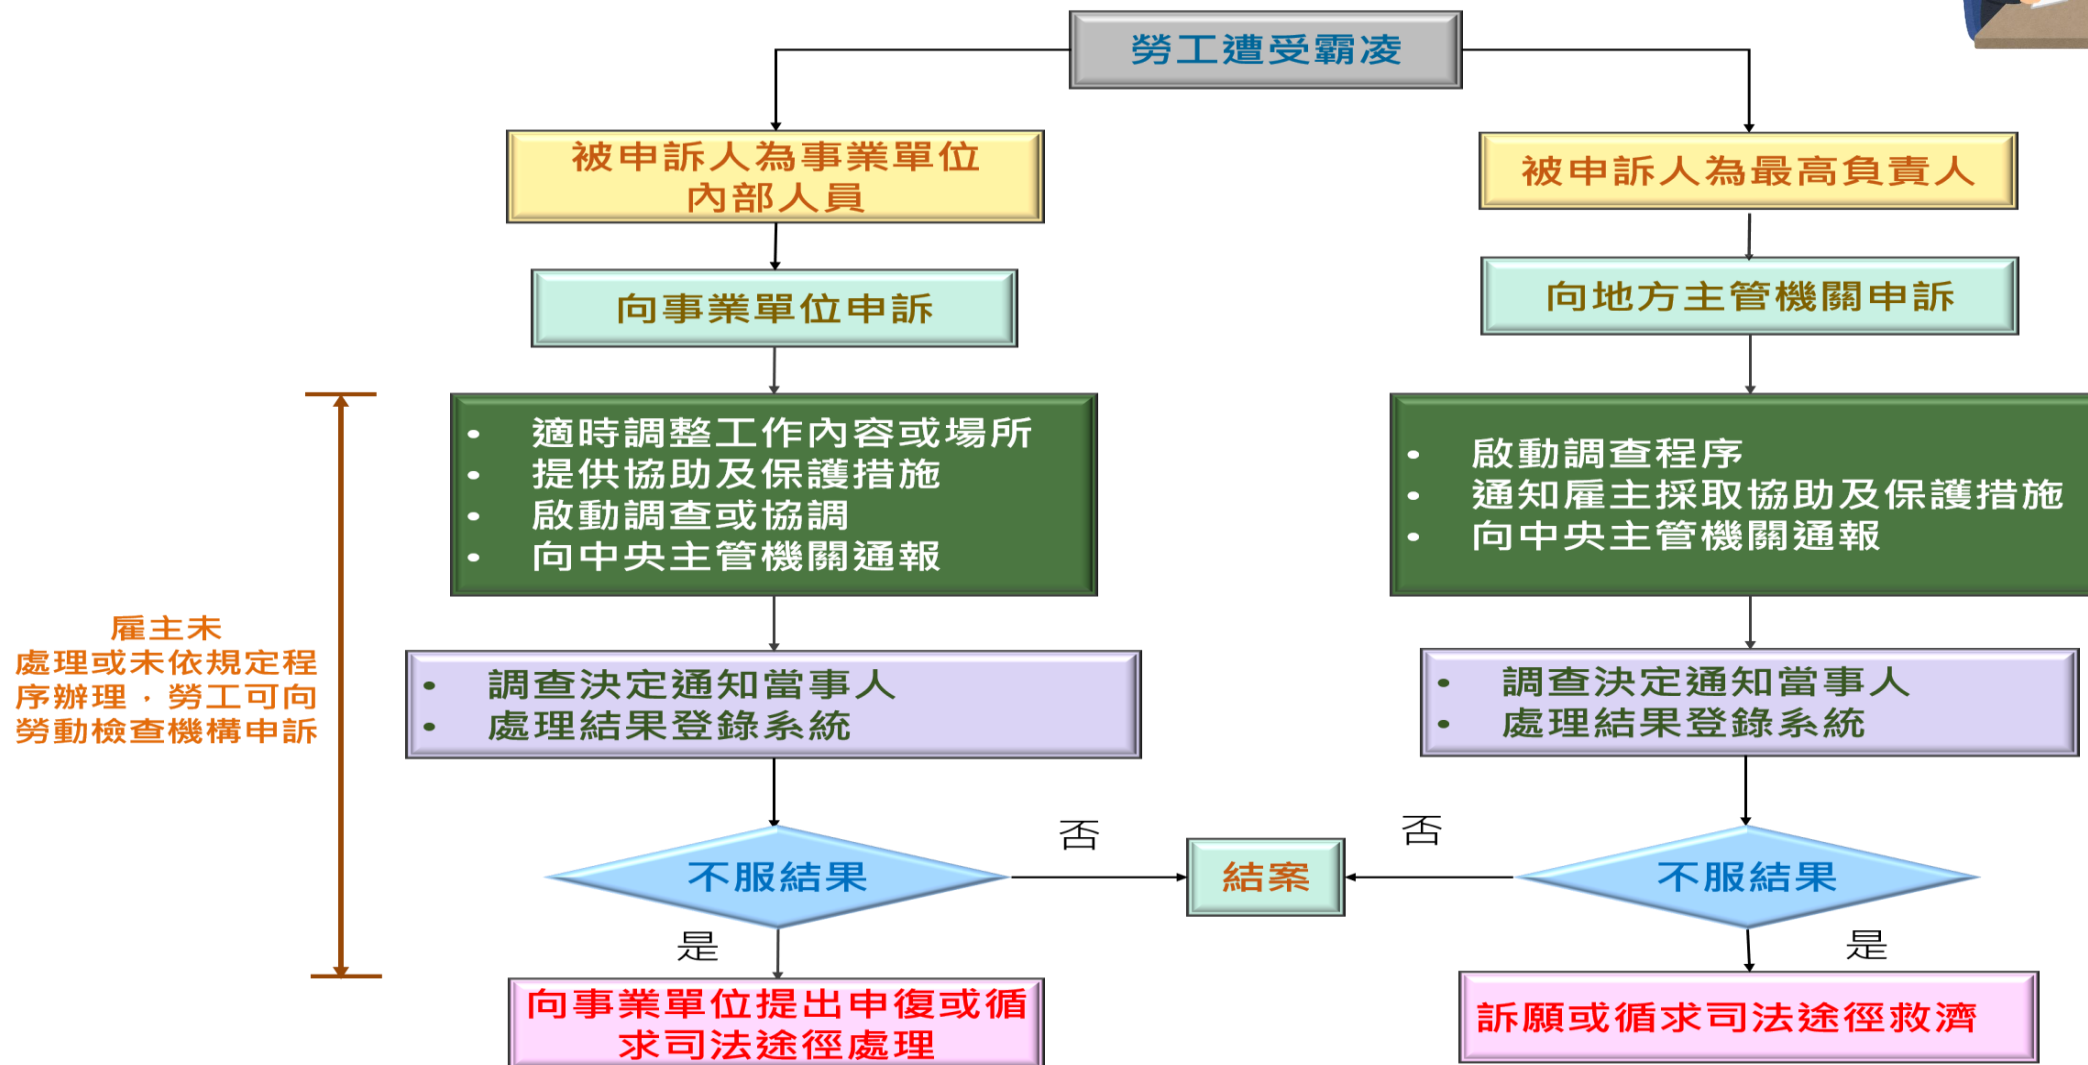 勞工遭受霸凌
被申訴人為事業單位
內部人員
被申訴人為最高負責人
向事業單位申訴
向地方主管機關申訴
• 適時調整工作內容或場所
• 提供協助及保護措施
• 啟動調查或協調
• 向中央主管機關通報
• 啟動調查程序
• 通知雇主採取協助及保護措施
• 向中央主管機關通報
雇主未
處理或未依規定程
序辦理，勞工可向
勞動檢查機構申訴
• 調查決定通知當事人
• 處理結果登錄系統
• 調查決定通知當事人
• 處理結果登錄系統
不服結果
否
結案
否
不服結果
是
是
向事業單位提出申復或循
求司法途徑處理
訴願或循求司法途徑救濟